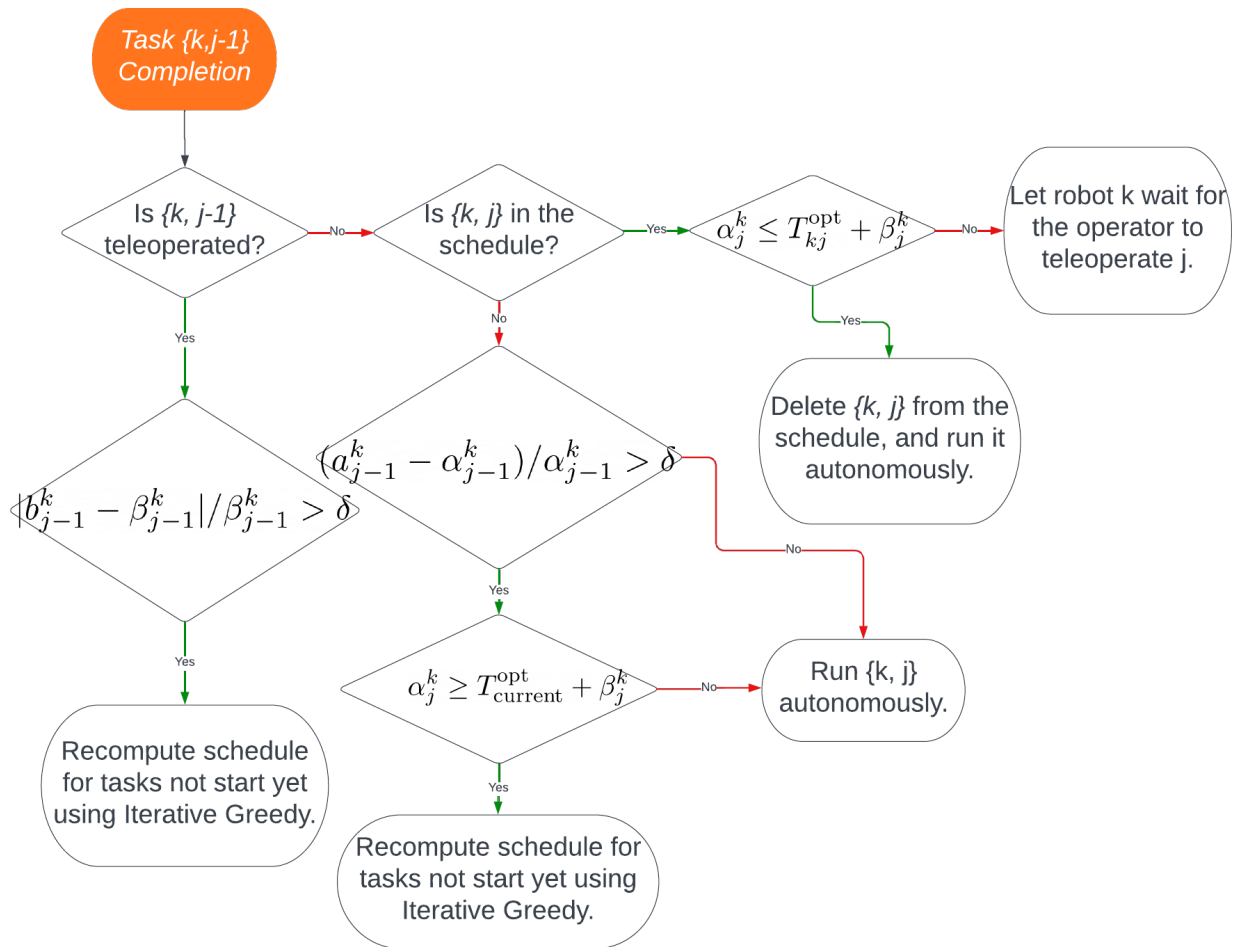 Task {k,j-1}
Completion
Is {k, j-1}
teleoperated?
No
Is {k, j} in the
schedule?
Yes
α_j^k ≤ T_{kj}^{opt} + β_j^k
No
Let robot k wait for
the operator to
teleoperate j.
Yes
No
Yes
Delete {k, j} from the
schedule, and run it
autonomously.
|b_{j-1}^k − β_{j-1}^k|/β_{j-1}^k > δ
(a_{j-1}^k − α_{j-1}^k)/α_{j-1}^k > δ
No
Yes
Yes
α_j^k ≥ T_{current}^{opt} + β_j^k
No
Run {k, j}
autonomously.
Recompute schedule
for tasks not start yet
using Iterative Greedy.
Yes
Recompute schedule for
tasks not start yet using
Iterative Greedy.